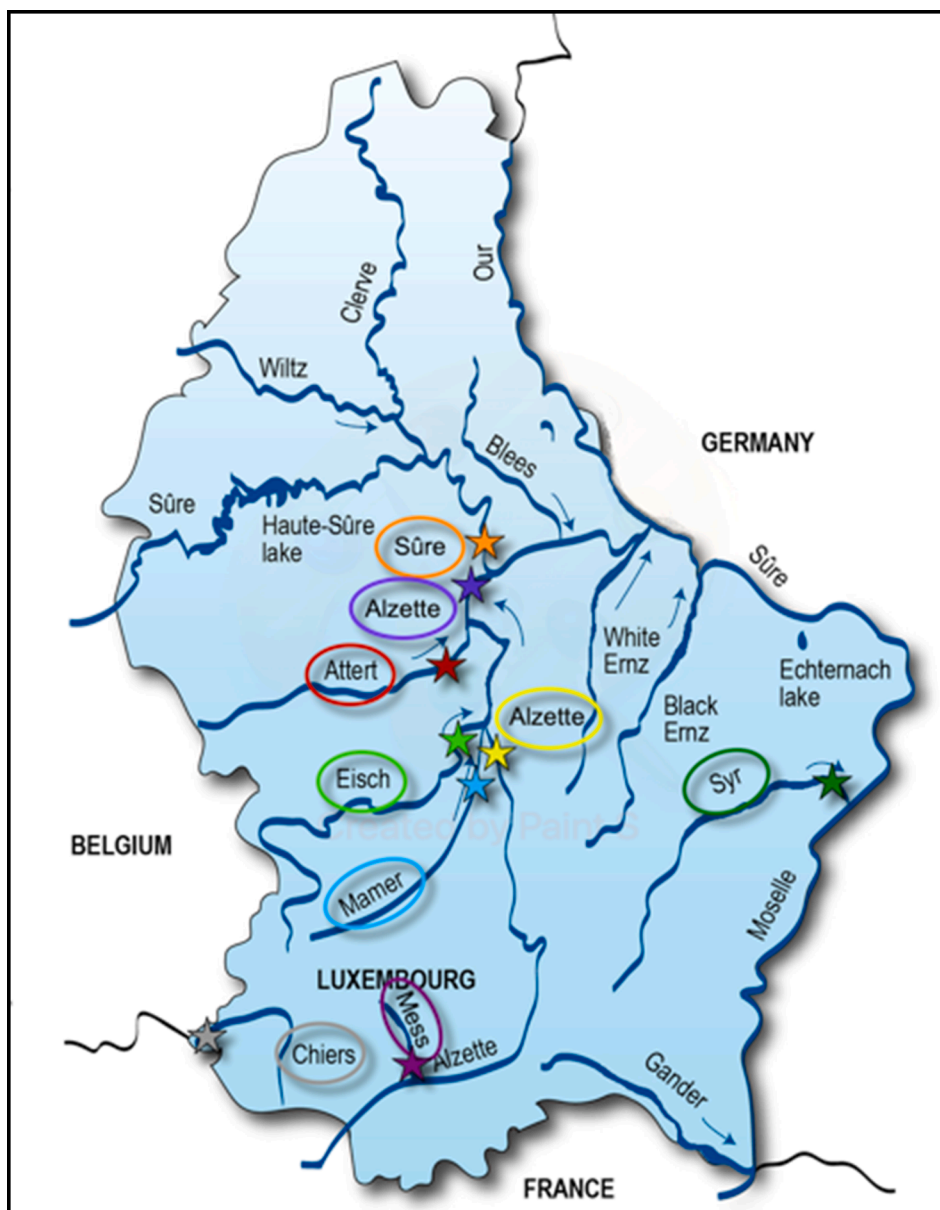 Our
Clerve
Wiltz
GERMANY
Blees
Sûre
Haute-Sûre
lake
Sûre
Sûre
Alzette
White
Ernz
Attert
Echternach
lake
Alzette
Black
Ernz
Eisch
Syr
Created by Paint S
BELGIUM
Mamer
Moselle
LUXEMBOURG
Mess
Chiers
Alzette
Gander
FRANCE